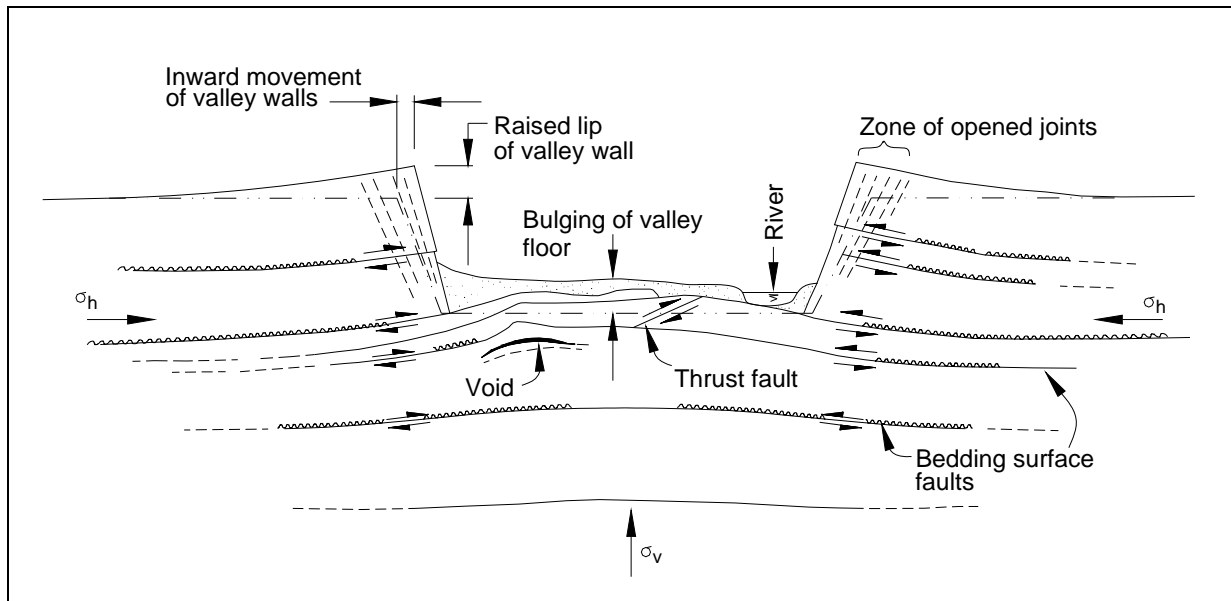 Inward movement
of valley walls
Raised lip
of valley wall
Zone of opened joints
Bulging of valley
floor
River
σh
σh
Void
Thrust fault
Bedding surface
faults
σv